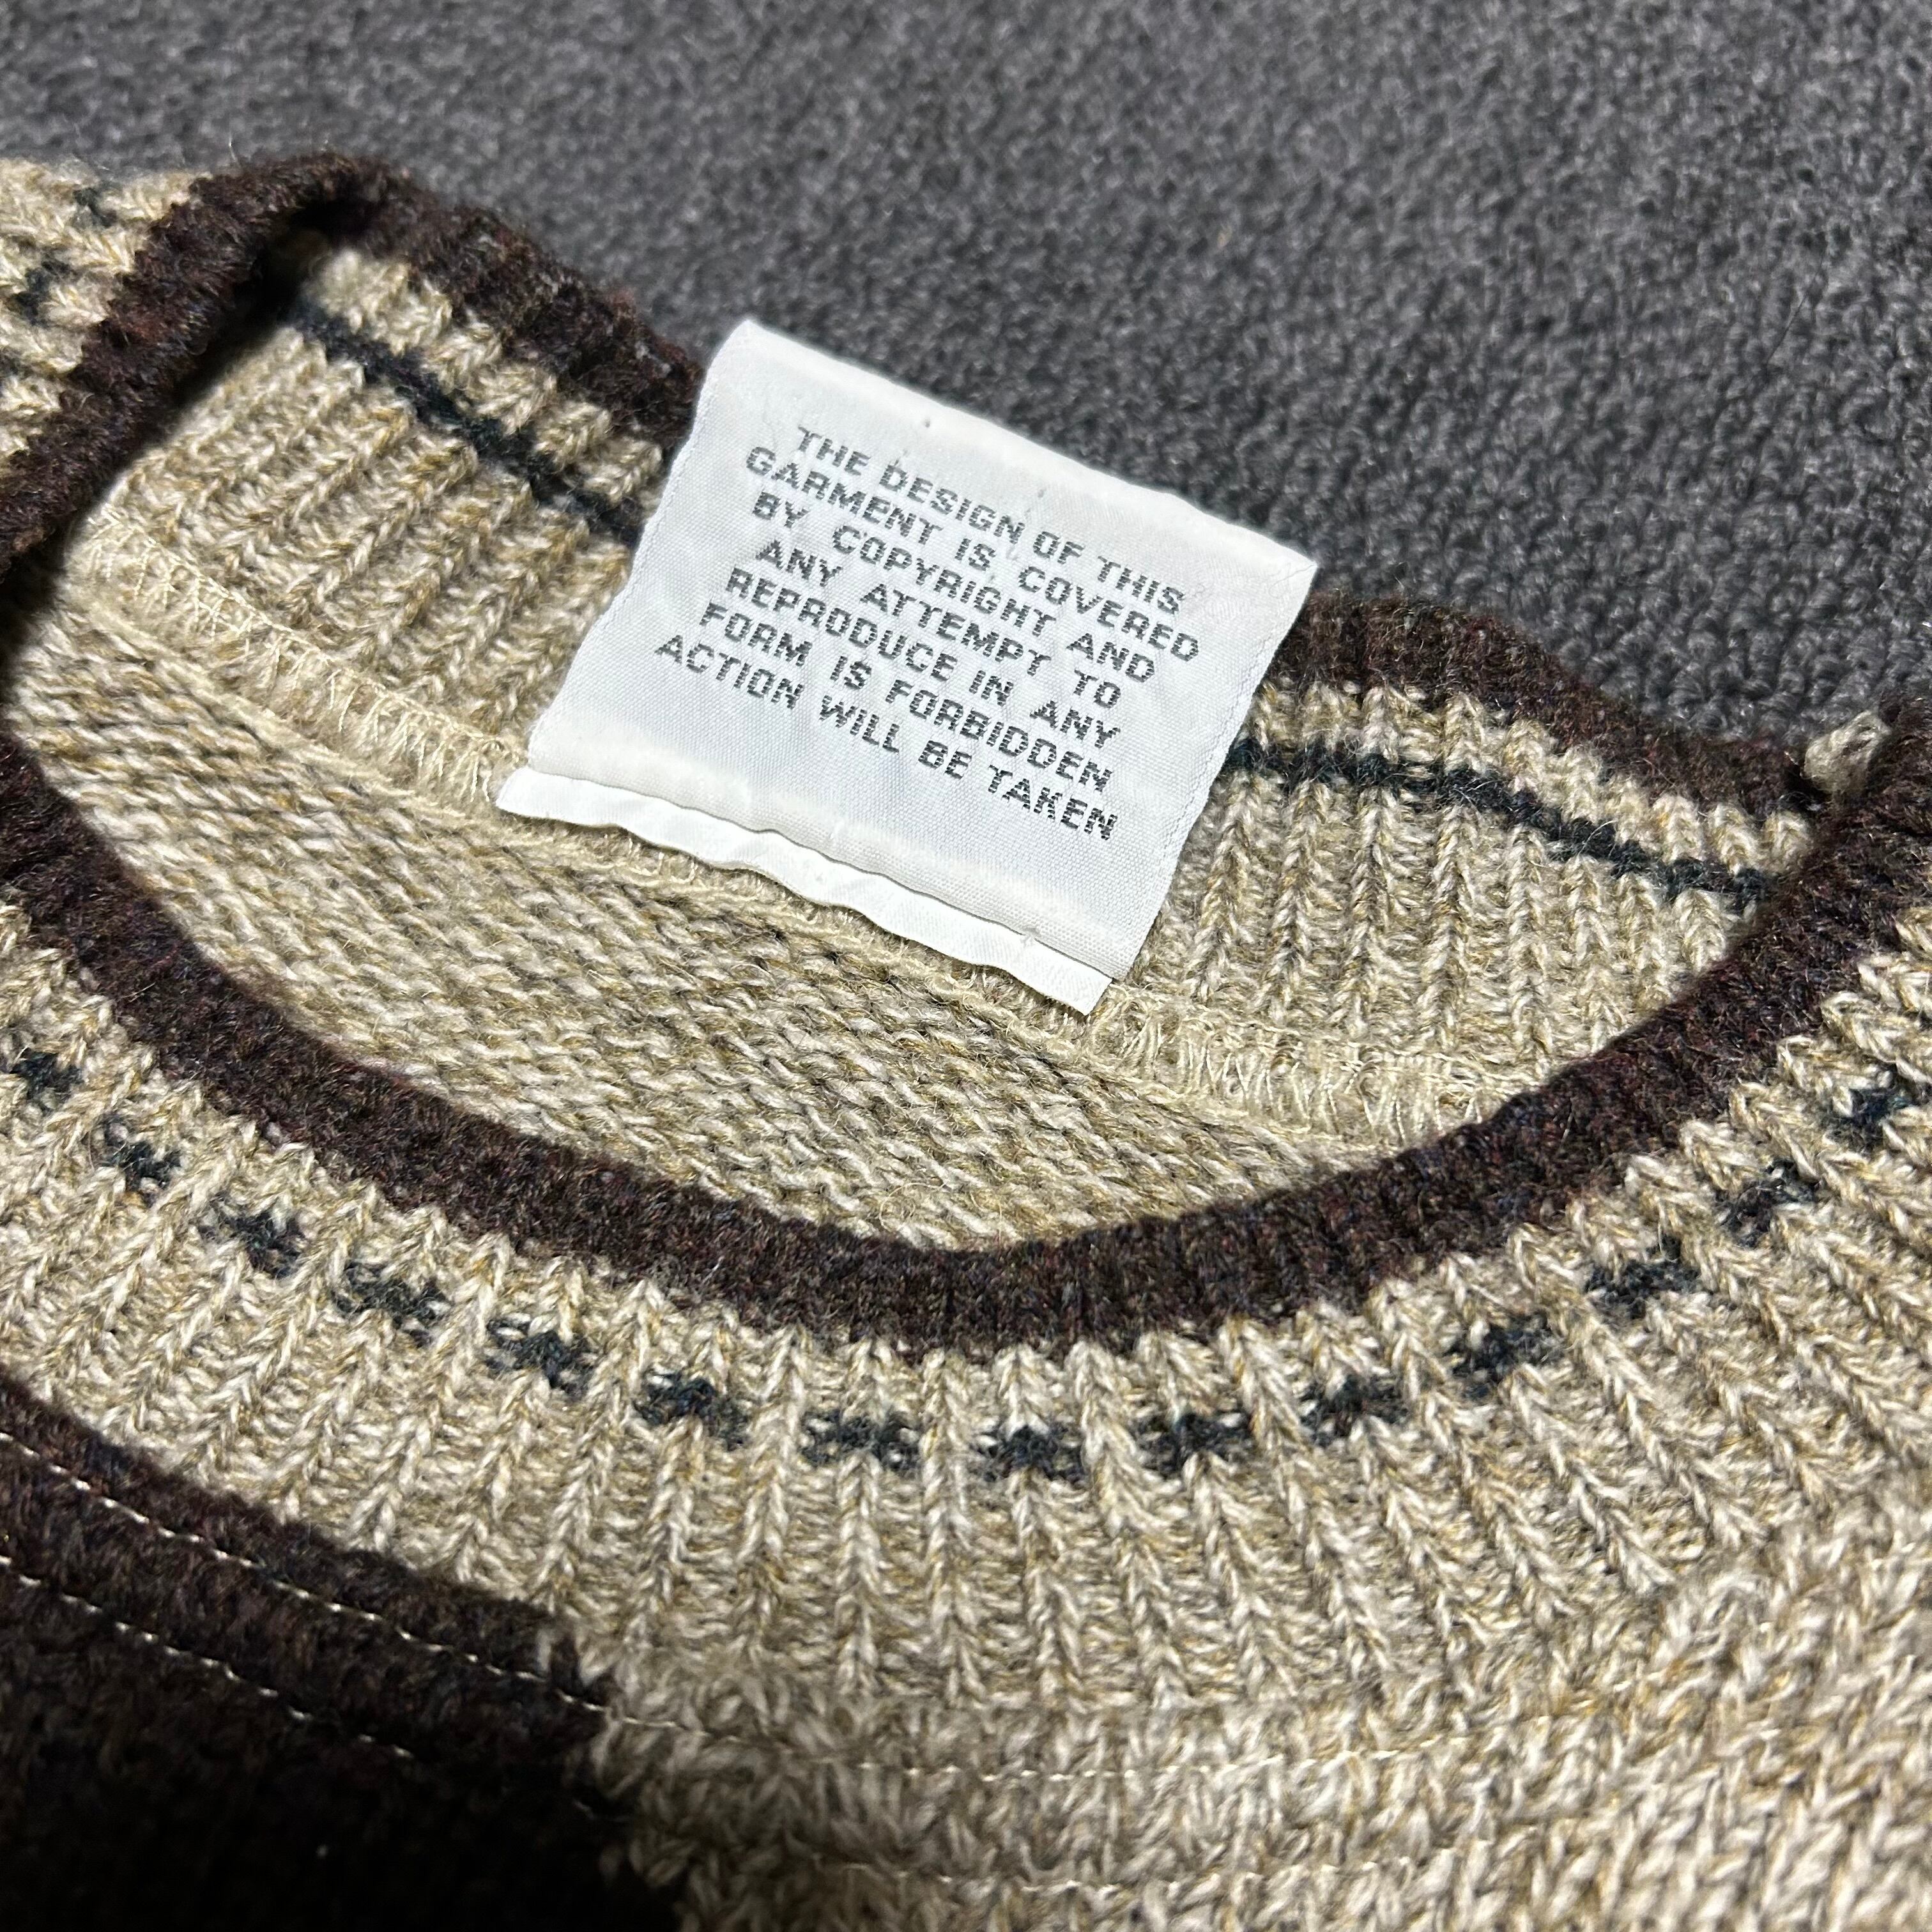 THE DESIGN OF THIS
GARMENT IS COVERED
BY COPYRIGHT AND
ANY ATTEMPT TO
REPRODUCE IN ANY
FORM IS FORBIDDEN
ACTION WILL BE TAKEN